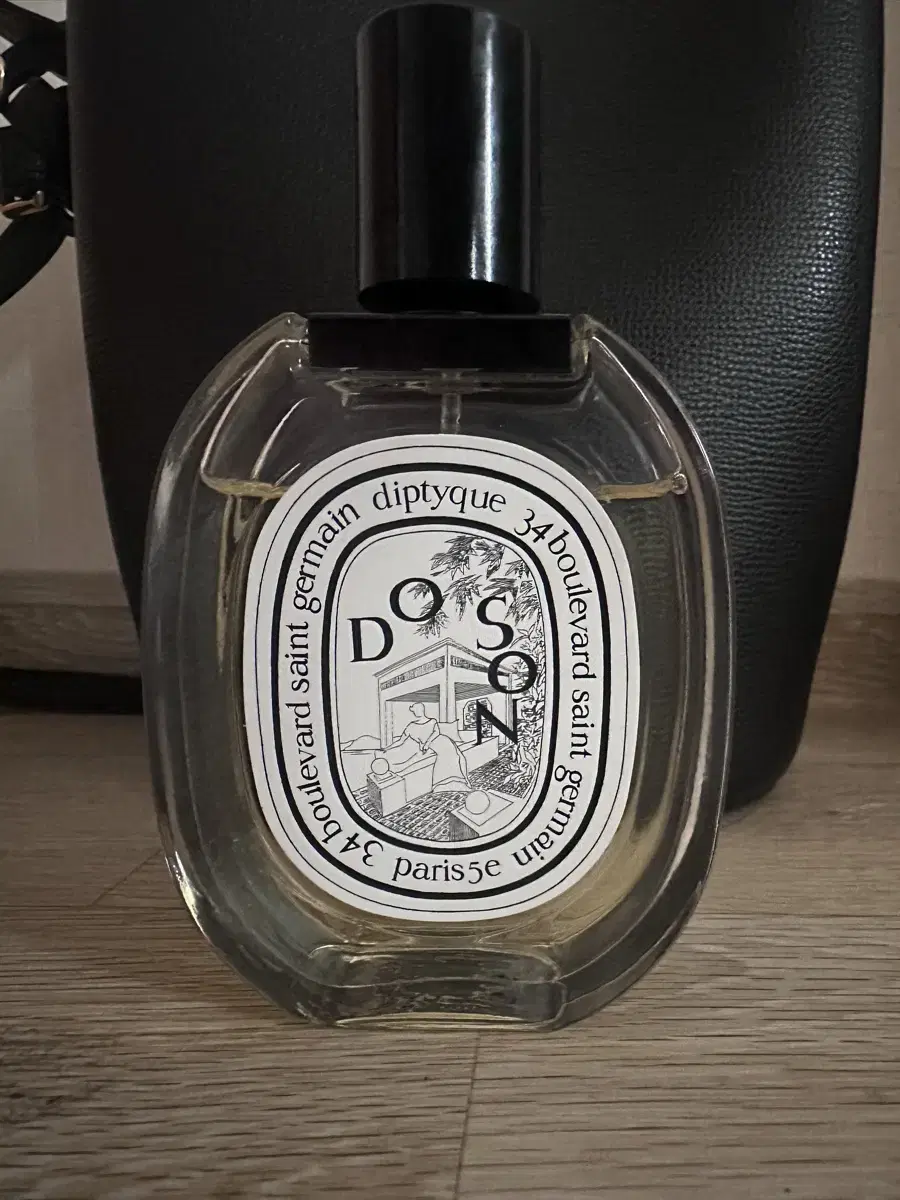 diptyque 34 boulevard saint germain paris 5e 34 boulevard saint germain
DO SON